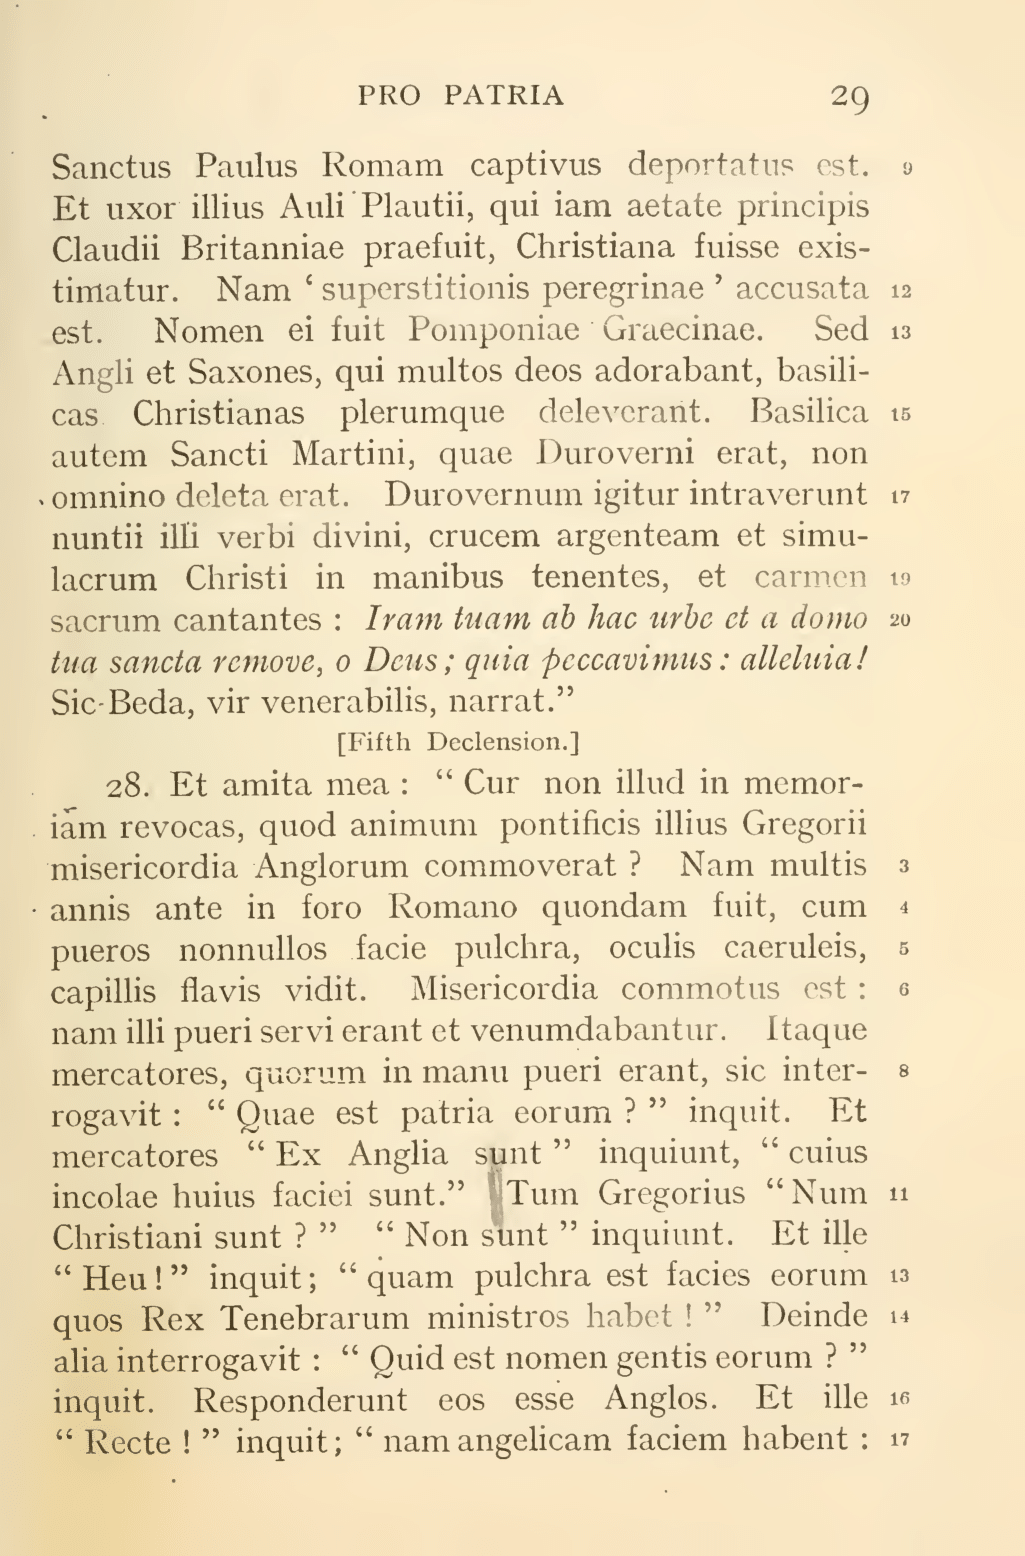 PRO PATRIA 29
Sanctus Paulus Romam captivus deportatus est. 9
Et uxor illius Auli Plautii, qui iam aetate principis
Claudii Britanniae praefuit, Christiana fuisse exis-
timatur. Nam ‘ superstitionis peregrinae ’ accusata 12
est. Nomen ei fuit Pomponiae Graecinae. Sed 13
Angli et Saxones, qui multos deos adorabant, basili-
cas Christianas plerumque deleverant. Basilica 15
autem Sancti Martini, quae Duroverni erat, non
omnino deleta erat. Durovernum igitur intraverunt 17
nuntii illi verbi divini, crucem argenteam et simu-
lacrum Christi in manibus tenentes, et carmen 19
sacrum cantantes : Iram tuam ab hac urbe et a domo 20
tua sancta remove, o Deus ; quia peccavimus : alleluia !
Sic Beda, vir venerabilis, narrat.”
[Fifth Declension.]
28. Et amita mea : “ Cur non illud in memor-
iam revocas, quod animum pontificis illius Gregorii
misericordia Anglorum commoverat ? Nam multis 3
annis ante in foro Romano quondam fuit, cum 4
pueros nonnullos facie pulchra, oculis caeruleis, 5
capillis flavis vidit. Misericordia commotus est : 6
nam illi pueri servi erant et venumdabantur. Itaque
mercatores, quorum in manu pueri erant, sic inter- 8
rogavit : “ Quae est patria eorum ? ” inquit. Et
mercatores “ Ex Anglia sunt ” inquiunt, “ cuius
incolae huius faciei sunt.” Tum Gregorius “ Num 11
Christiani sunt ? ” “ Non sunt ” inquiunt. Et ille
“ Heu ! ” inquit ; “ quam pulchra est facies eorum 13
quos Rex Tenebrarum ministros habet ! ” Deinde 14
alia interrogavit : “ Quid est nomen gentis eorum ? ”
inquit. Responderunt eos esse Anglos. Et ille 16
“ Recte ! ” inquit ; “ nam angelicam faciem habent : 17